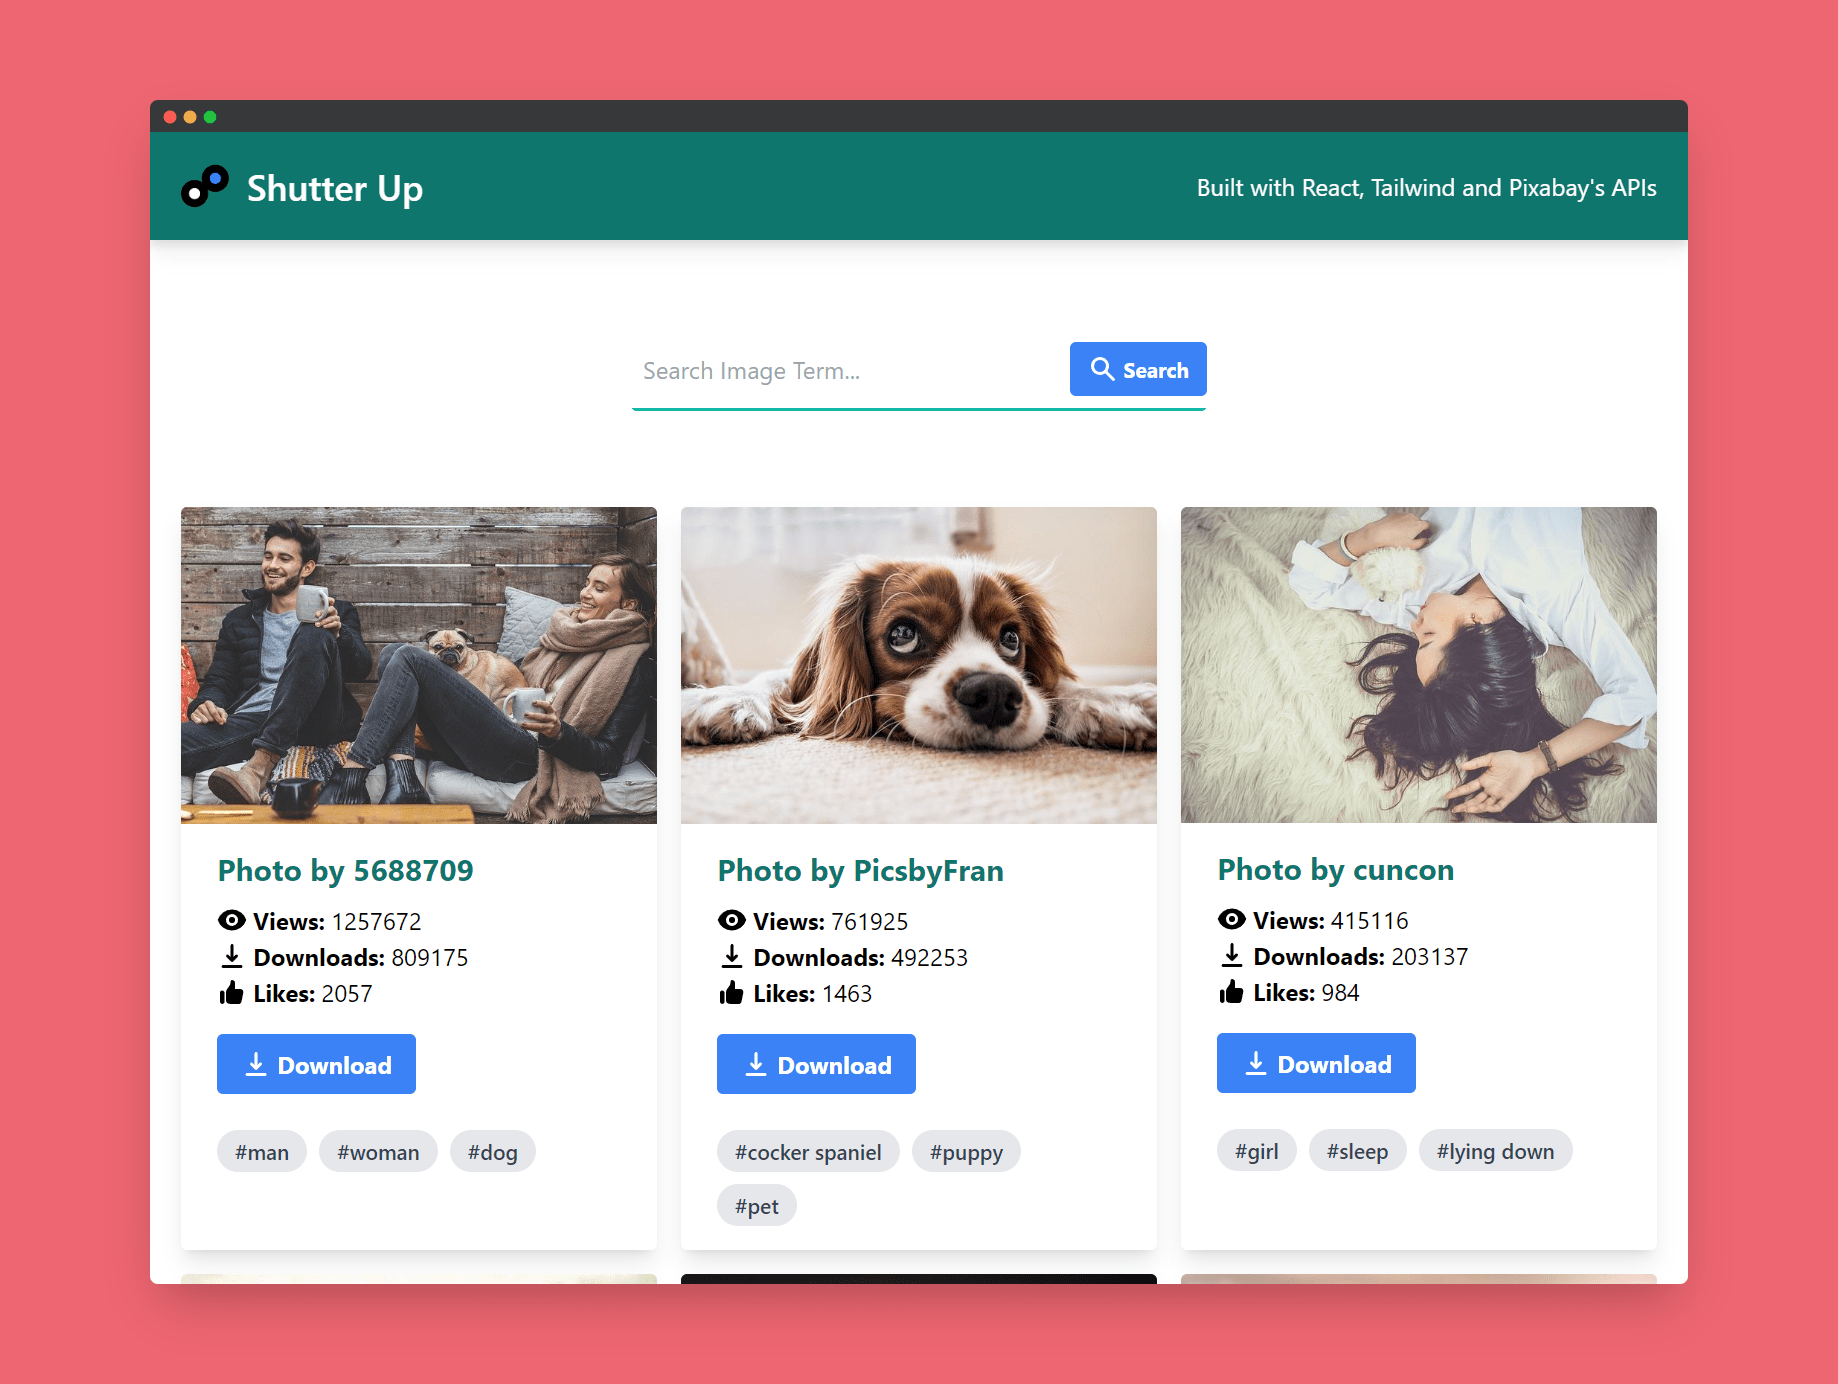 Shutter Up
Built with React, Tailwind and Pixabay's APIs
Search Image Term...
Search
Photo by 5688709
Views: 1257672
Downloads: 809175
Likes: 2057
Download
#man #woman #dog
Photo by PicsbyFran
Views: 761925
Downloads: 492253
Likes: 1463
Download
#cocker spaniel #puppy
#pet
Photo by cuncon
Views: 415116
Downloads: 203137
Likes: 984
Download
#girl #sleep #lying down